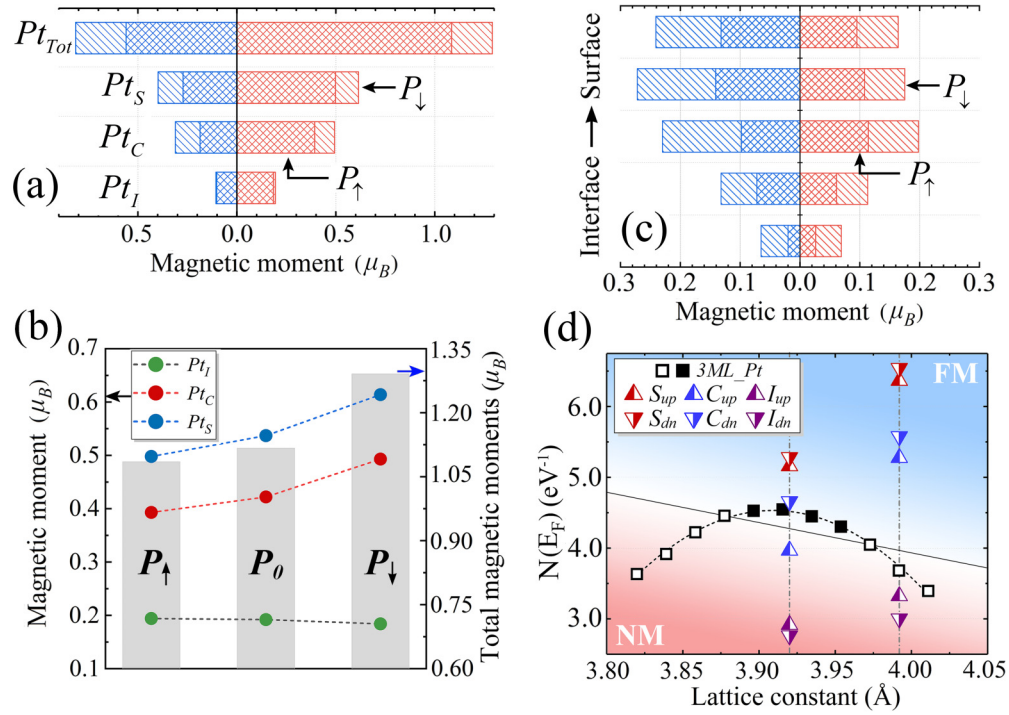 Pt_Tot
Pt_S
P↓
Pt_C
Pt_I
P↑
(a)
0.5 0.0 0.5 1.0
Magnetic moment (μ_B)
Interface → Surface
P↓
P↑
(c)
0.3 0.2 0.1 0.0 0.1 0.2 0.3
Magnetic moment (μ_B)
(b)
0.7
0.6
0.5
0.4
0.3
0.2
0.1
Magnetic moment (μ_B)
Pt_I
Pt_C
Pt_S
P↑
P_0
P↓
1.35
1.20
1.05
0.90
0.75
0.60
Total magnetic moments (μ_B)
(d)
3ML_Pt
S_up C_up I_up
S_dn C_dn I_dn
FM
NM
6.0
5.0
4.0
3.0
N(E_F) (eV⁻¹)
3.80 3.85 3.90 3.95 4.00 4.05
Lattice constant (Å)